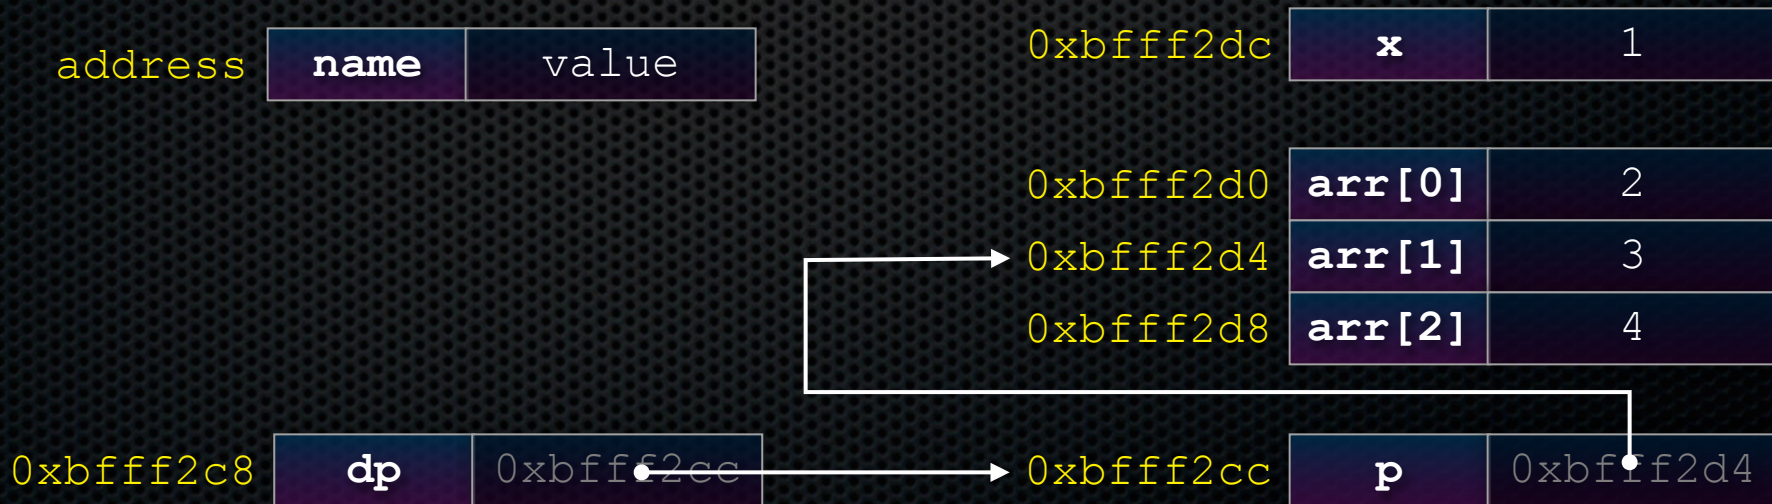 address name value
0xbfff2dc x 1
0xbfff2d0 arr[0] 2
0xbfff2d4 arr[1] 3
0xbfff2d8 arr[2] 4
0xbfff2c8 dp 0xbfff2cc
0xbfff2cc p 0xbfff2d4